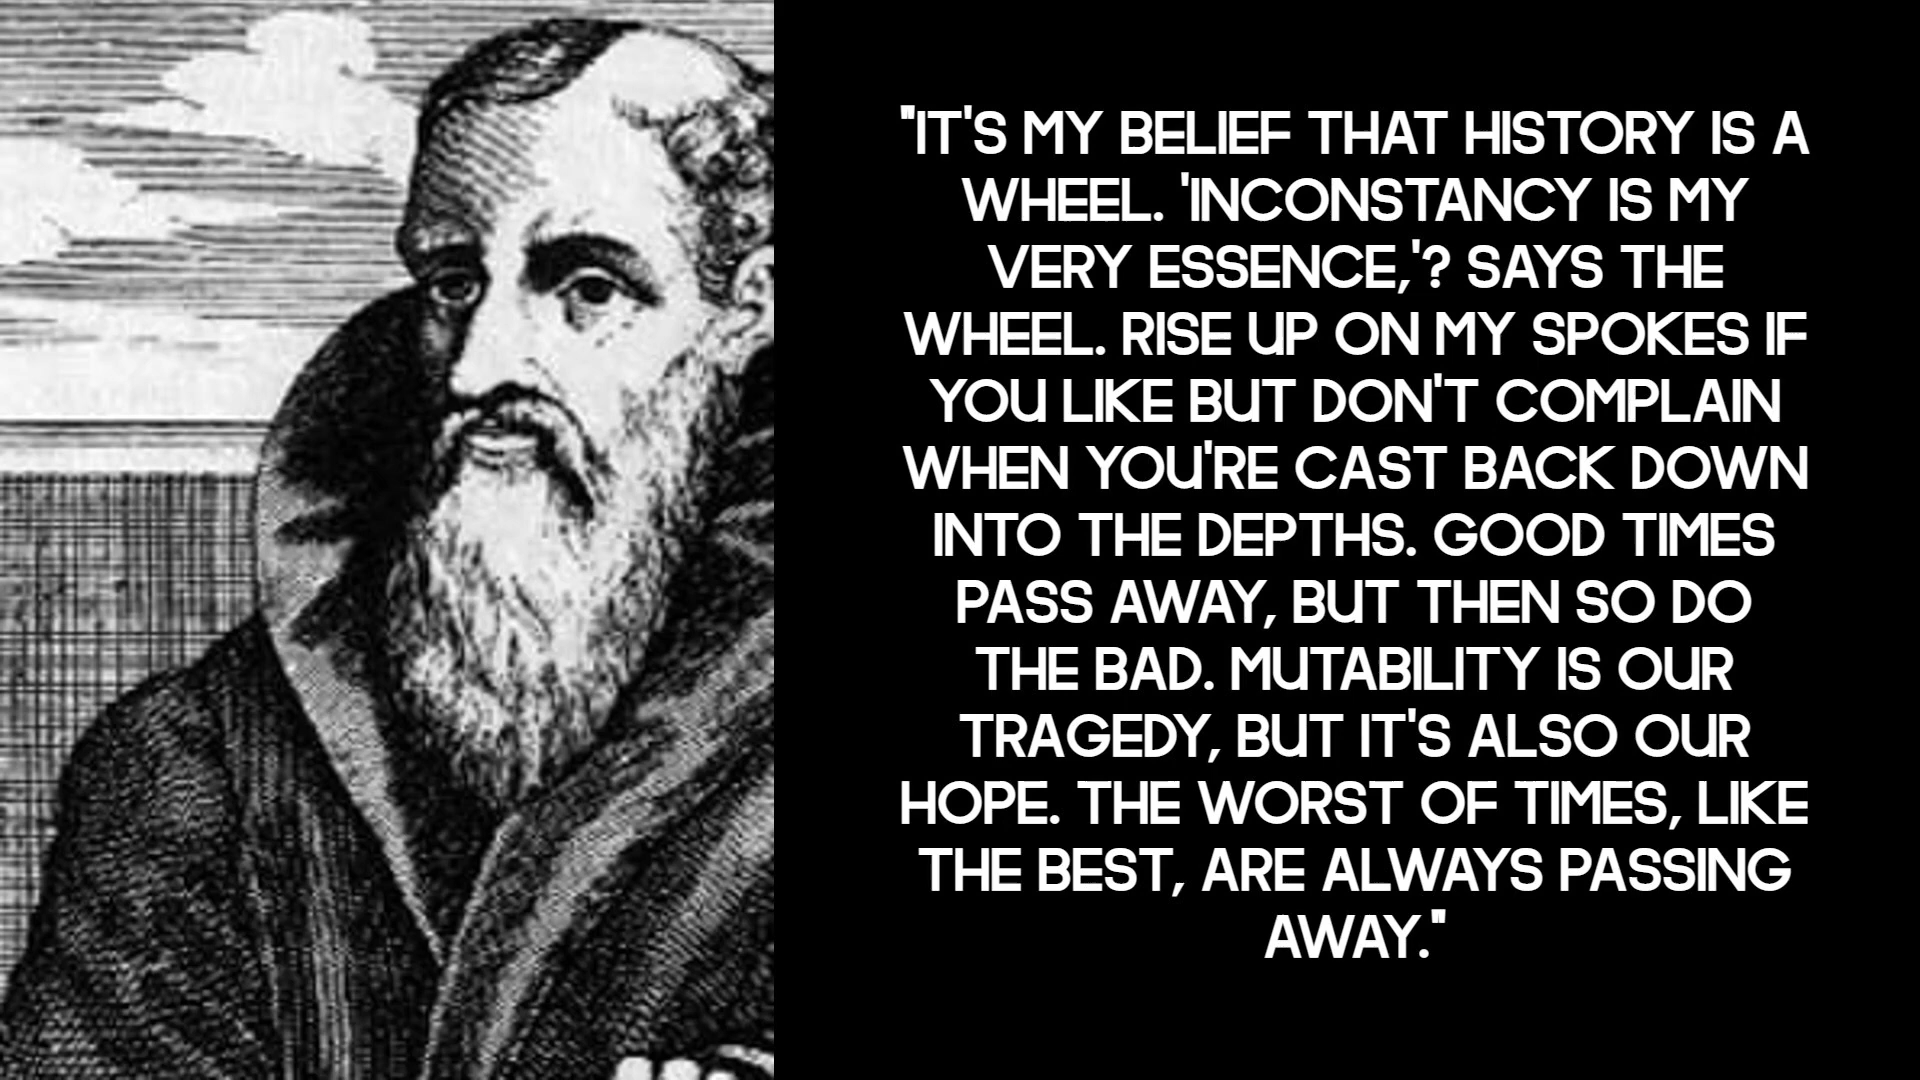 "IT'S MY BELIEF THAT HISTORY IS A
WHEEL. 'INCONSTANCY IS MY
VERY ESSENCE,'? SAYS THE
WHEEL. RISE UP ON MY SPOKES IF
YOU LIKE BUT DON'T COMPLAIN
WHEN YOU'RE CAST BACK DOWN
INTO THE DEPTHS. GOOD TIMES
PASS AWAY, BUT THEN SO DO
THE BAD. MUTABILITY IS OUR
TRAGEDY, BUT IT'S ALSO OUR
HOPE. THE WORST OF TIMES, LIKE
THE BEST, ARE ALWAYS PASSING
AWAY."